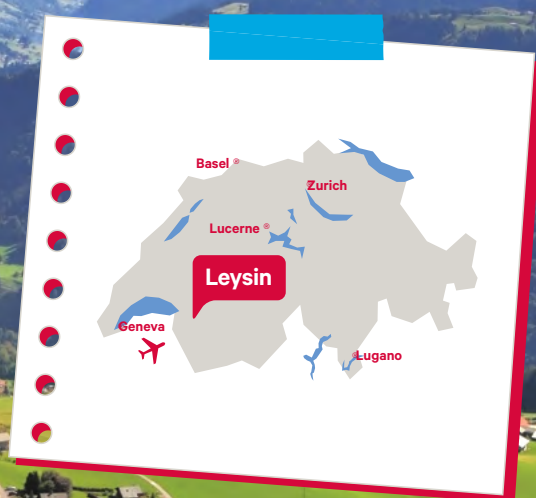 Basel
Zurich
Lucerne
Leysin
Geneva
Lugano